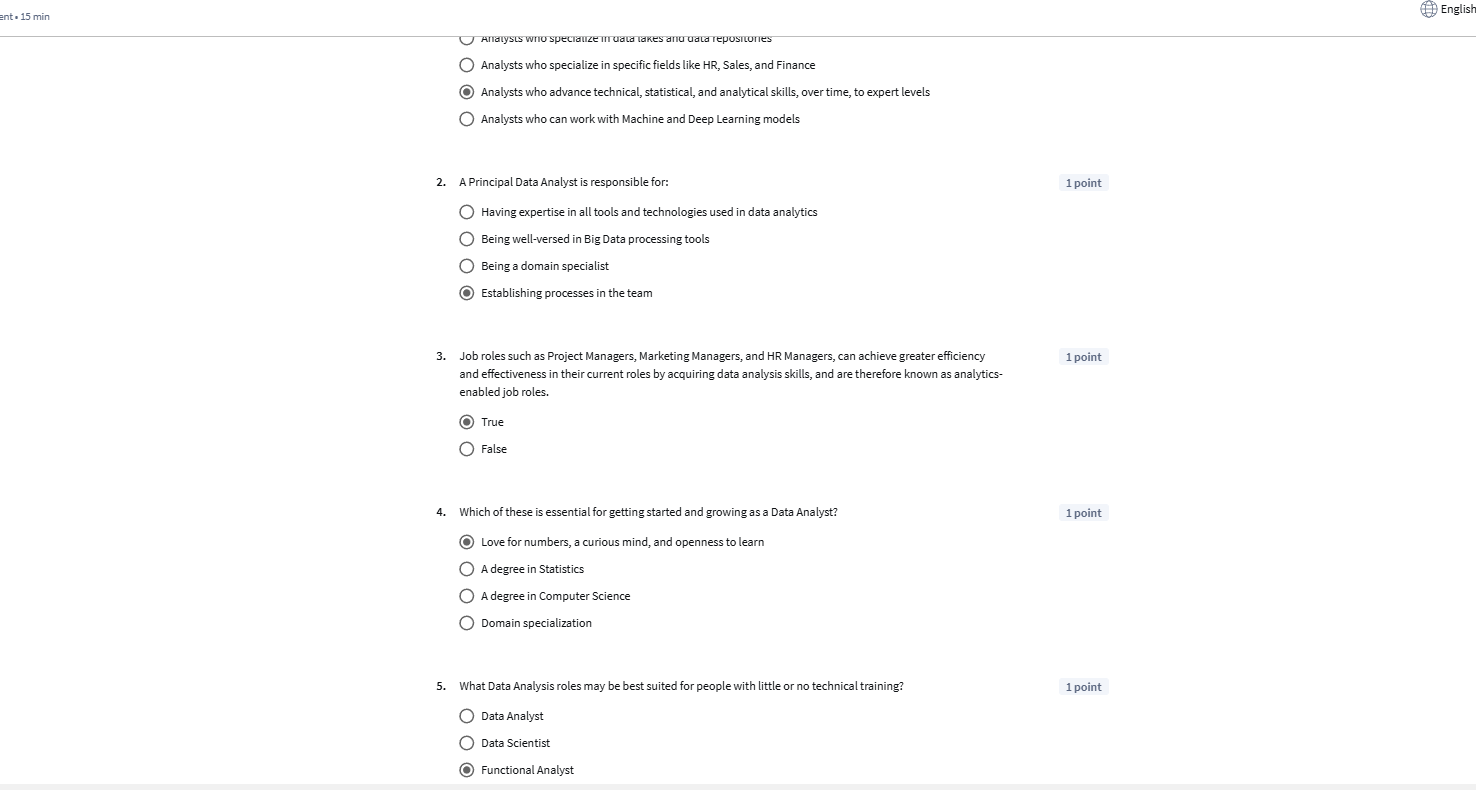 ent • 15 min
English
Analysts who specialize in data lakes and data repositories
Analysts who specialize in specific fields like HR, Sales, and Finance
Analysts who advance technical, statistical, and analytical skills, over time, to expert levels
Analysts who can work with Machine and Deep Learning models
2. A Principal Data Analyst is responsible for: 1 point
Having expertise in all tools and technologies used in data analytics
Being well-versed in Big Data processing tools
Being a domain specialist
Establishing processes in the team
3. Job roles such as Project Managers, Marketing Managers, and HR Managers, can achieve greater efficiency 1 point
and effectiveness in their current roles by acquiring data analysis skills, and are therefore known as analytics-
enabled job roles.
True
False
4. Which of these is essential for getting started and growing as a Data Analyst? 1 point
Love for numbers, a curious mind, and openness to learn
A degree in Statistics
A degree in Computer Science
Domain specialization
5. What Data Analysis roles may be best suited for people with little or no technical training? 1 point
Data Analyst
Data Scientist
Functional Analyst